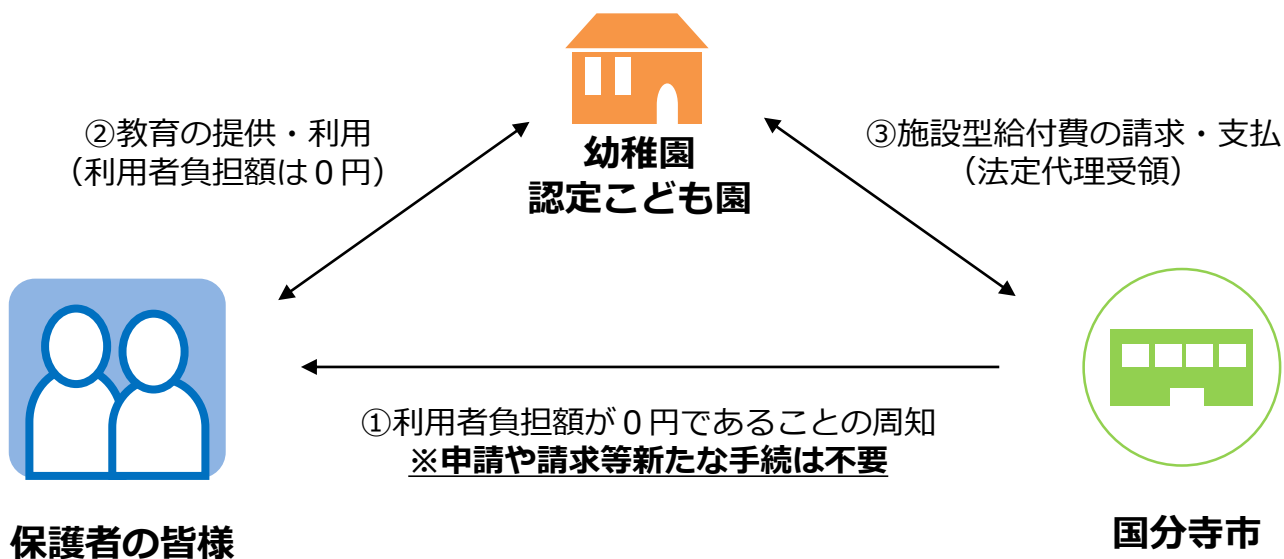 ②教育の提供・利用
（利用者負担額は０円）
幼稚園
認定こども園
③施設型給付費の請求・支払
（法定代理受領）
①利用者負担額が０円であることの周知
※申請や請求等新たな手続は不要
保護者の皆様
国分寺市